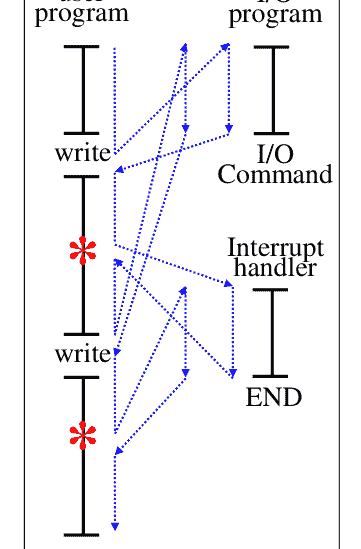 program
program
write
I/O
Command
Interrupt
handler
write
END